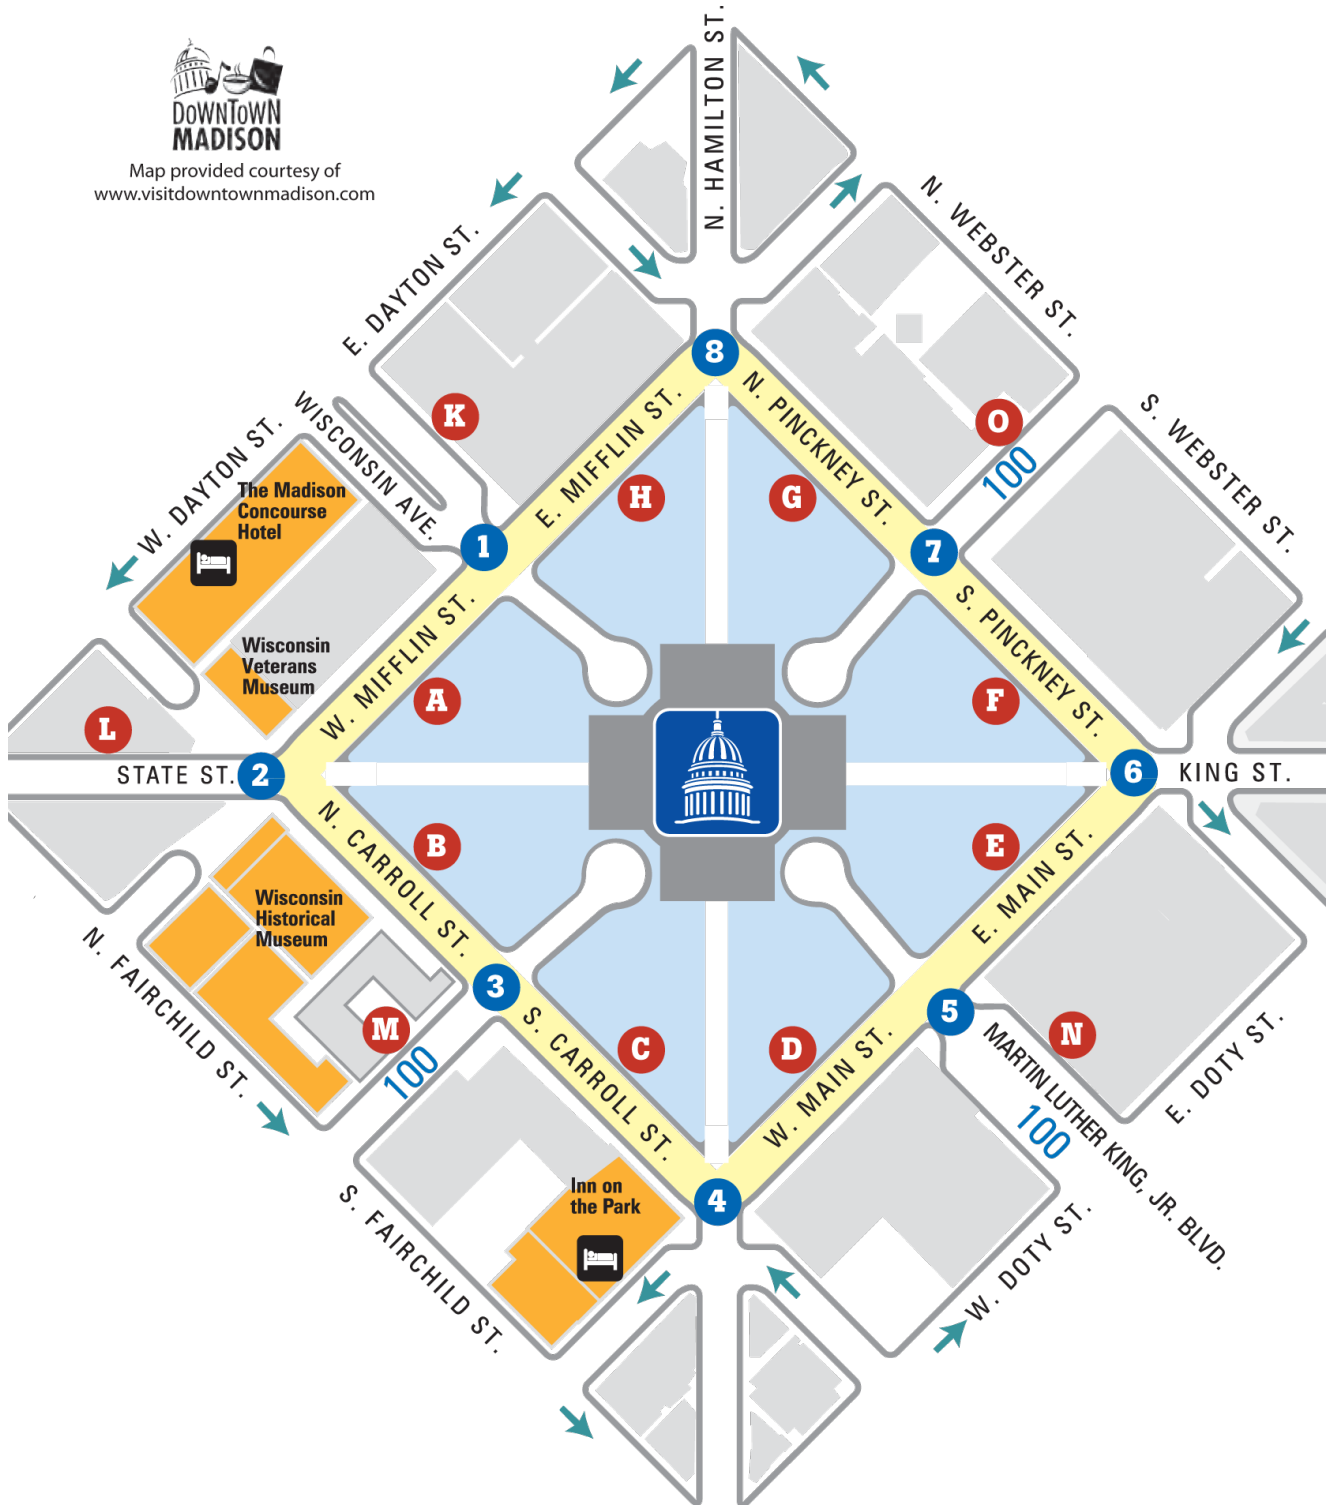 DOWNTOWN
MADISON
Map provided courtesy of
www.visitdowntownmadison.com
N. HAMILTON ST.
N. WEBSTER ST.
E. DAYTON ST.
8
K
E. MIFFLIN ST.
N. PINCKNEY ST.
O
100
S. WEBSTER ST.
WISCONSIN AVE.
W. DAYTON ST.
The Madison
Concourse
Hotel
H
G
1
7
W. MIFFLIN ST.
S. PINCKNEY ST.
Wisconsin
Veterans
Museum
A
F
L
STATE ST.
2
6
KING ST.
N. CARROLL ST.
B
E
E. MAIN ST.
Wisconsin
Historical
Museum
N. FAIRCHILD ST.
3
5
M
100
S. CARROLL ST.
C
D
W. MAIN ST.
N
MARTIN LUTHER KING, JR. BLVD.
100
E. DOTY ST.
Inn on
the Park
4
S. FAIRCHILD ST.
W. DOTY ST.